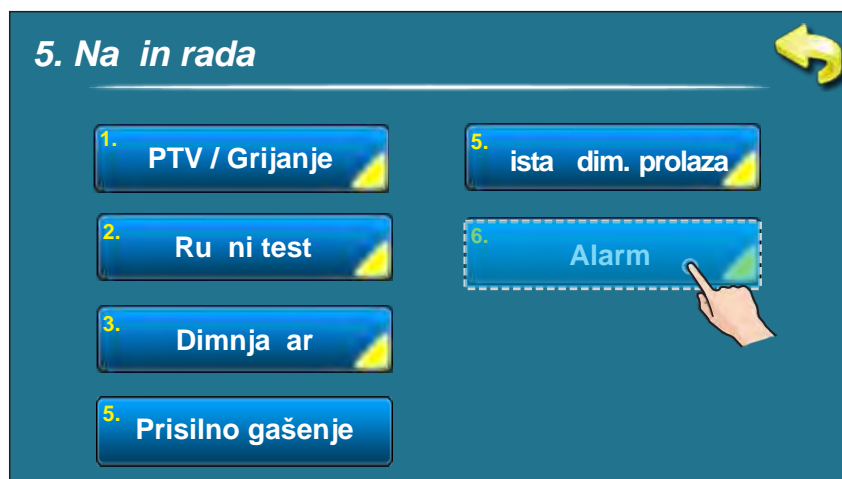 5. Na in rada
1. PTV / Grijanje
2. Ru ni test
3. Dimnja ar
5. Prisilno gašenje
5. ista dim. prolaza
6. Alarm